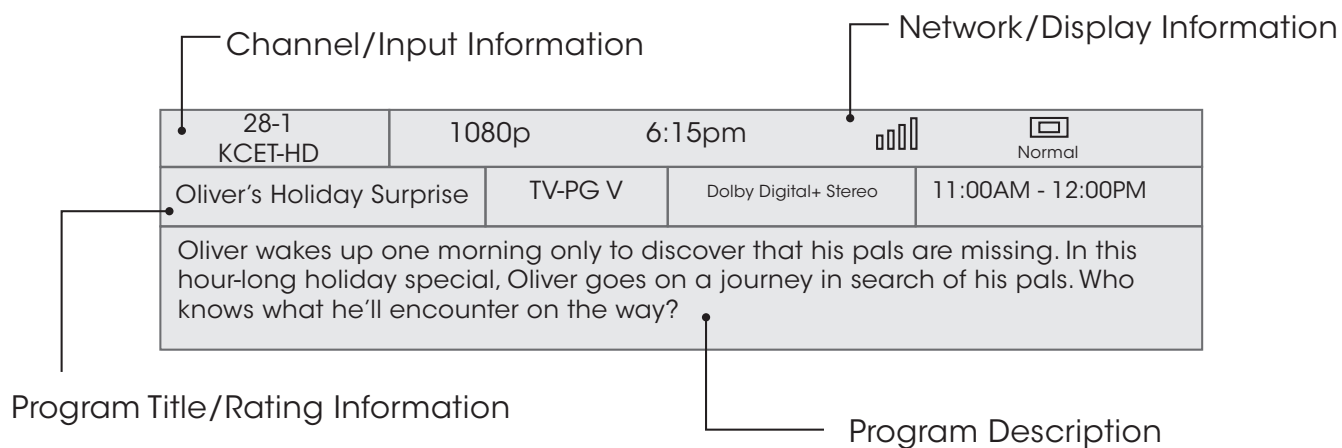 Channel/Input Information
Network/Display Information
28-1
KCET-HD
1080p
6:15pm
Normal
Oliver's Holiday Surprise
TV-PG V
Dolby Digital+ Stereo
11:00AM - 12:00PM
Oliver wakes up one morning only to discover that his pals are missing. In this
hour-long holiday special, Oliver goes on a journey in search of his pals. Who
knows what he'll encounter on the way?
Program Title/Rating Information
Program Description